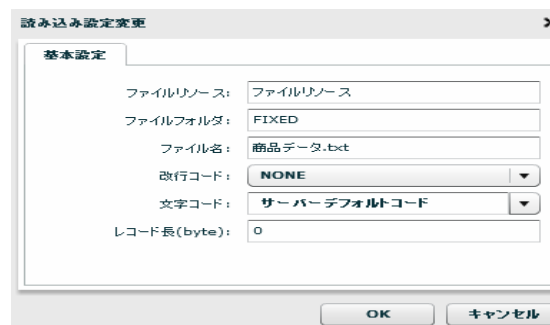 読み込み設定変更
基本設定
ファイルリソース: ファイルリソース
ファイルフォルダ: FIXED
ファイル名: 商品データ.txt
改行コード: NONE
文字コード: サーバーデフォルトコード
レコード長(byte): 0
OK キャンセル